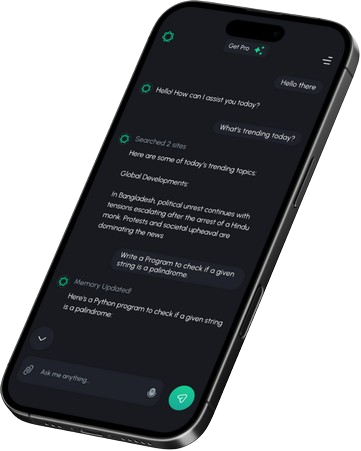 Get Pro
Hello there
Hello! How can I assist you today?
What's trending today?
Searched 2 sites
Here are some of today's trending topics:
Global Developments:
In Bangladesh, political unrest continues with
tensions escalating after the arrest of a Hindu
monk. Protests and societal upheaval are
dominating the news
Write a Program to check if a given
string is a palindrome.
Memory Updated!
Here's a Python program to check if a given string
is a palindrome:
Ask me anything...